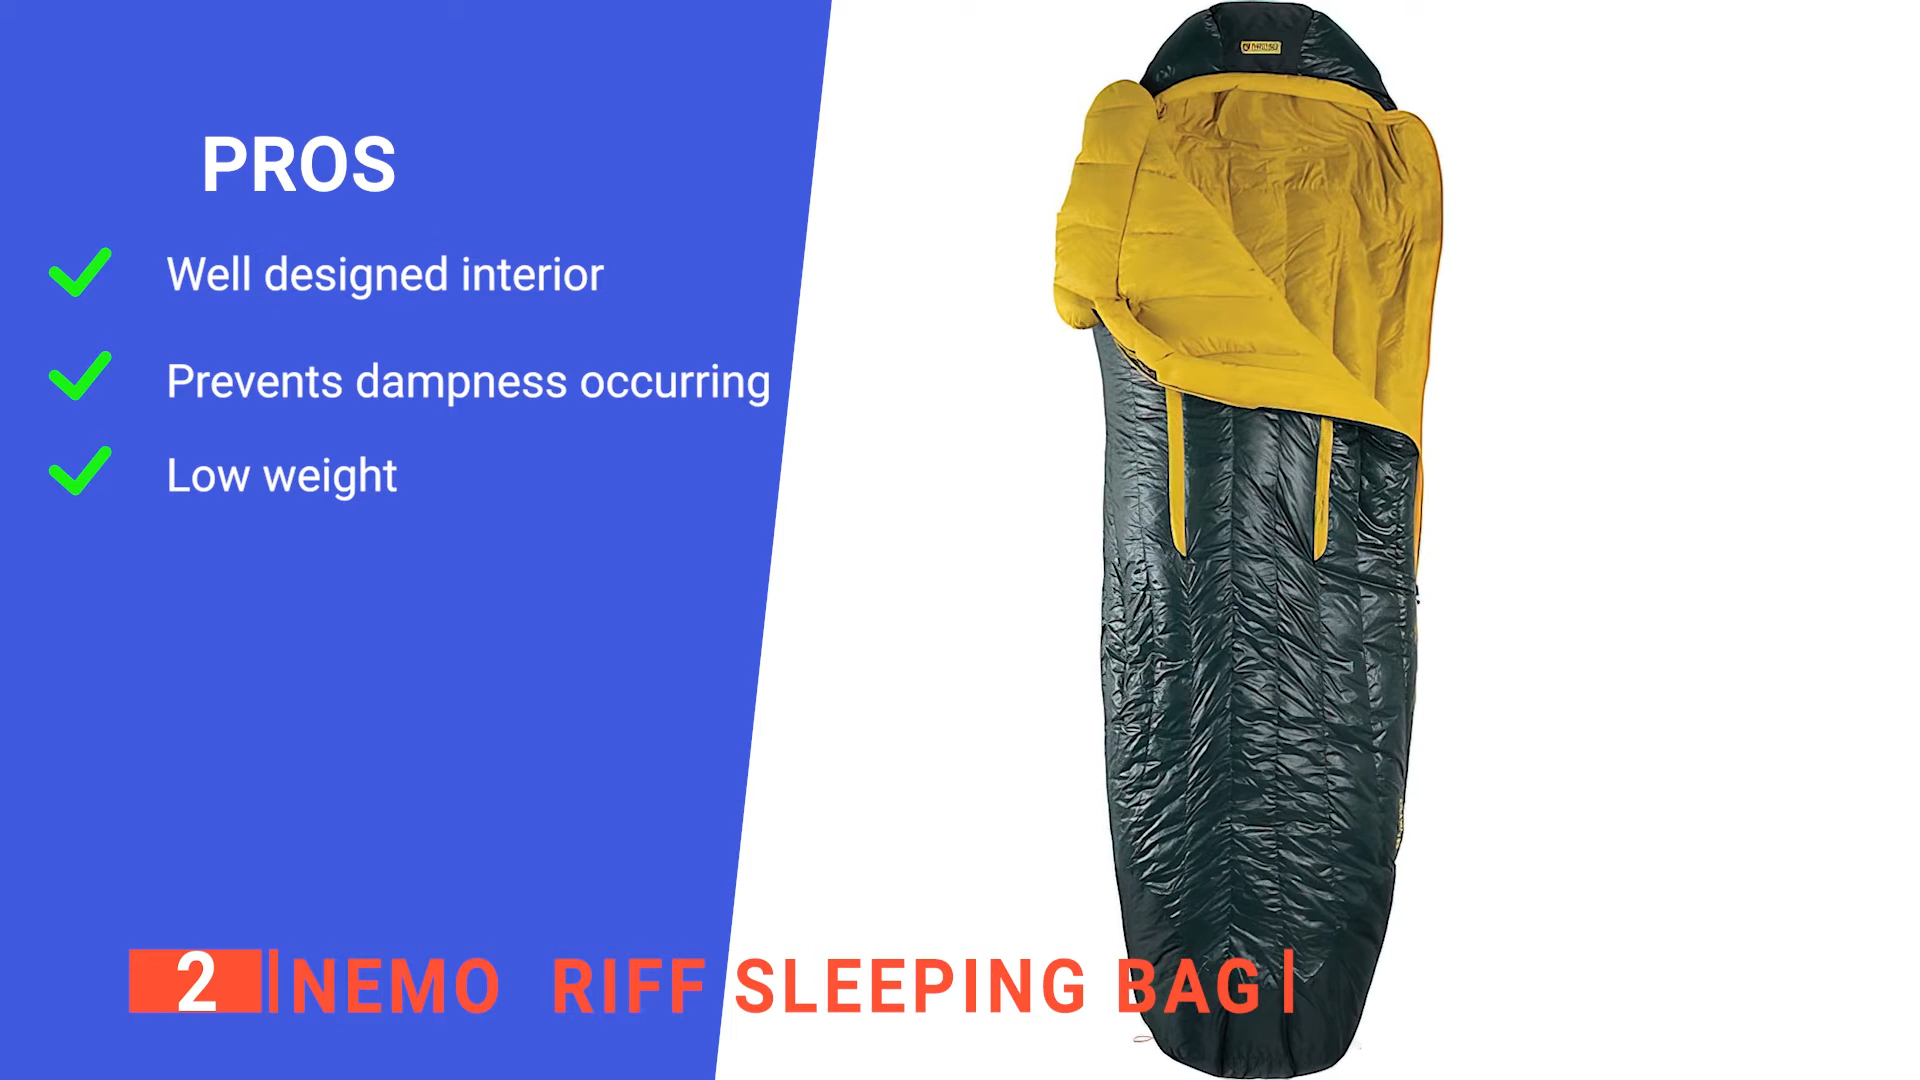 PROS
Well designed interior
Prevents dampness occurring
Low weight
2 NEMO RIFF SLEEPING BAG